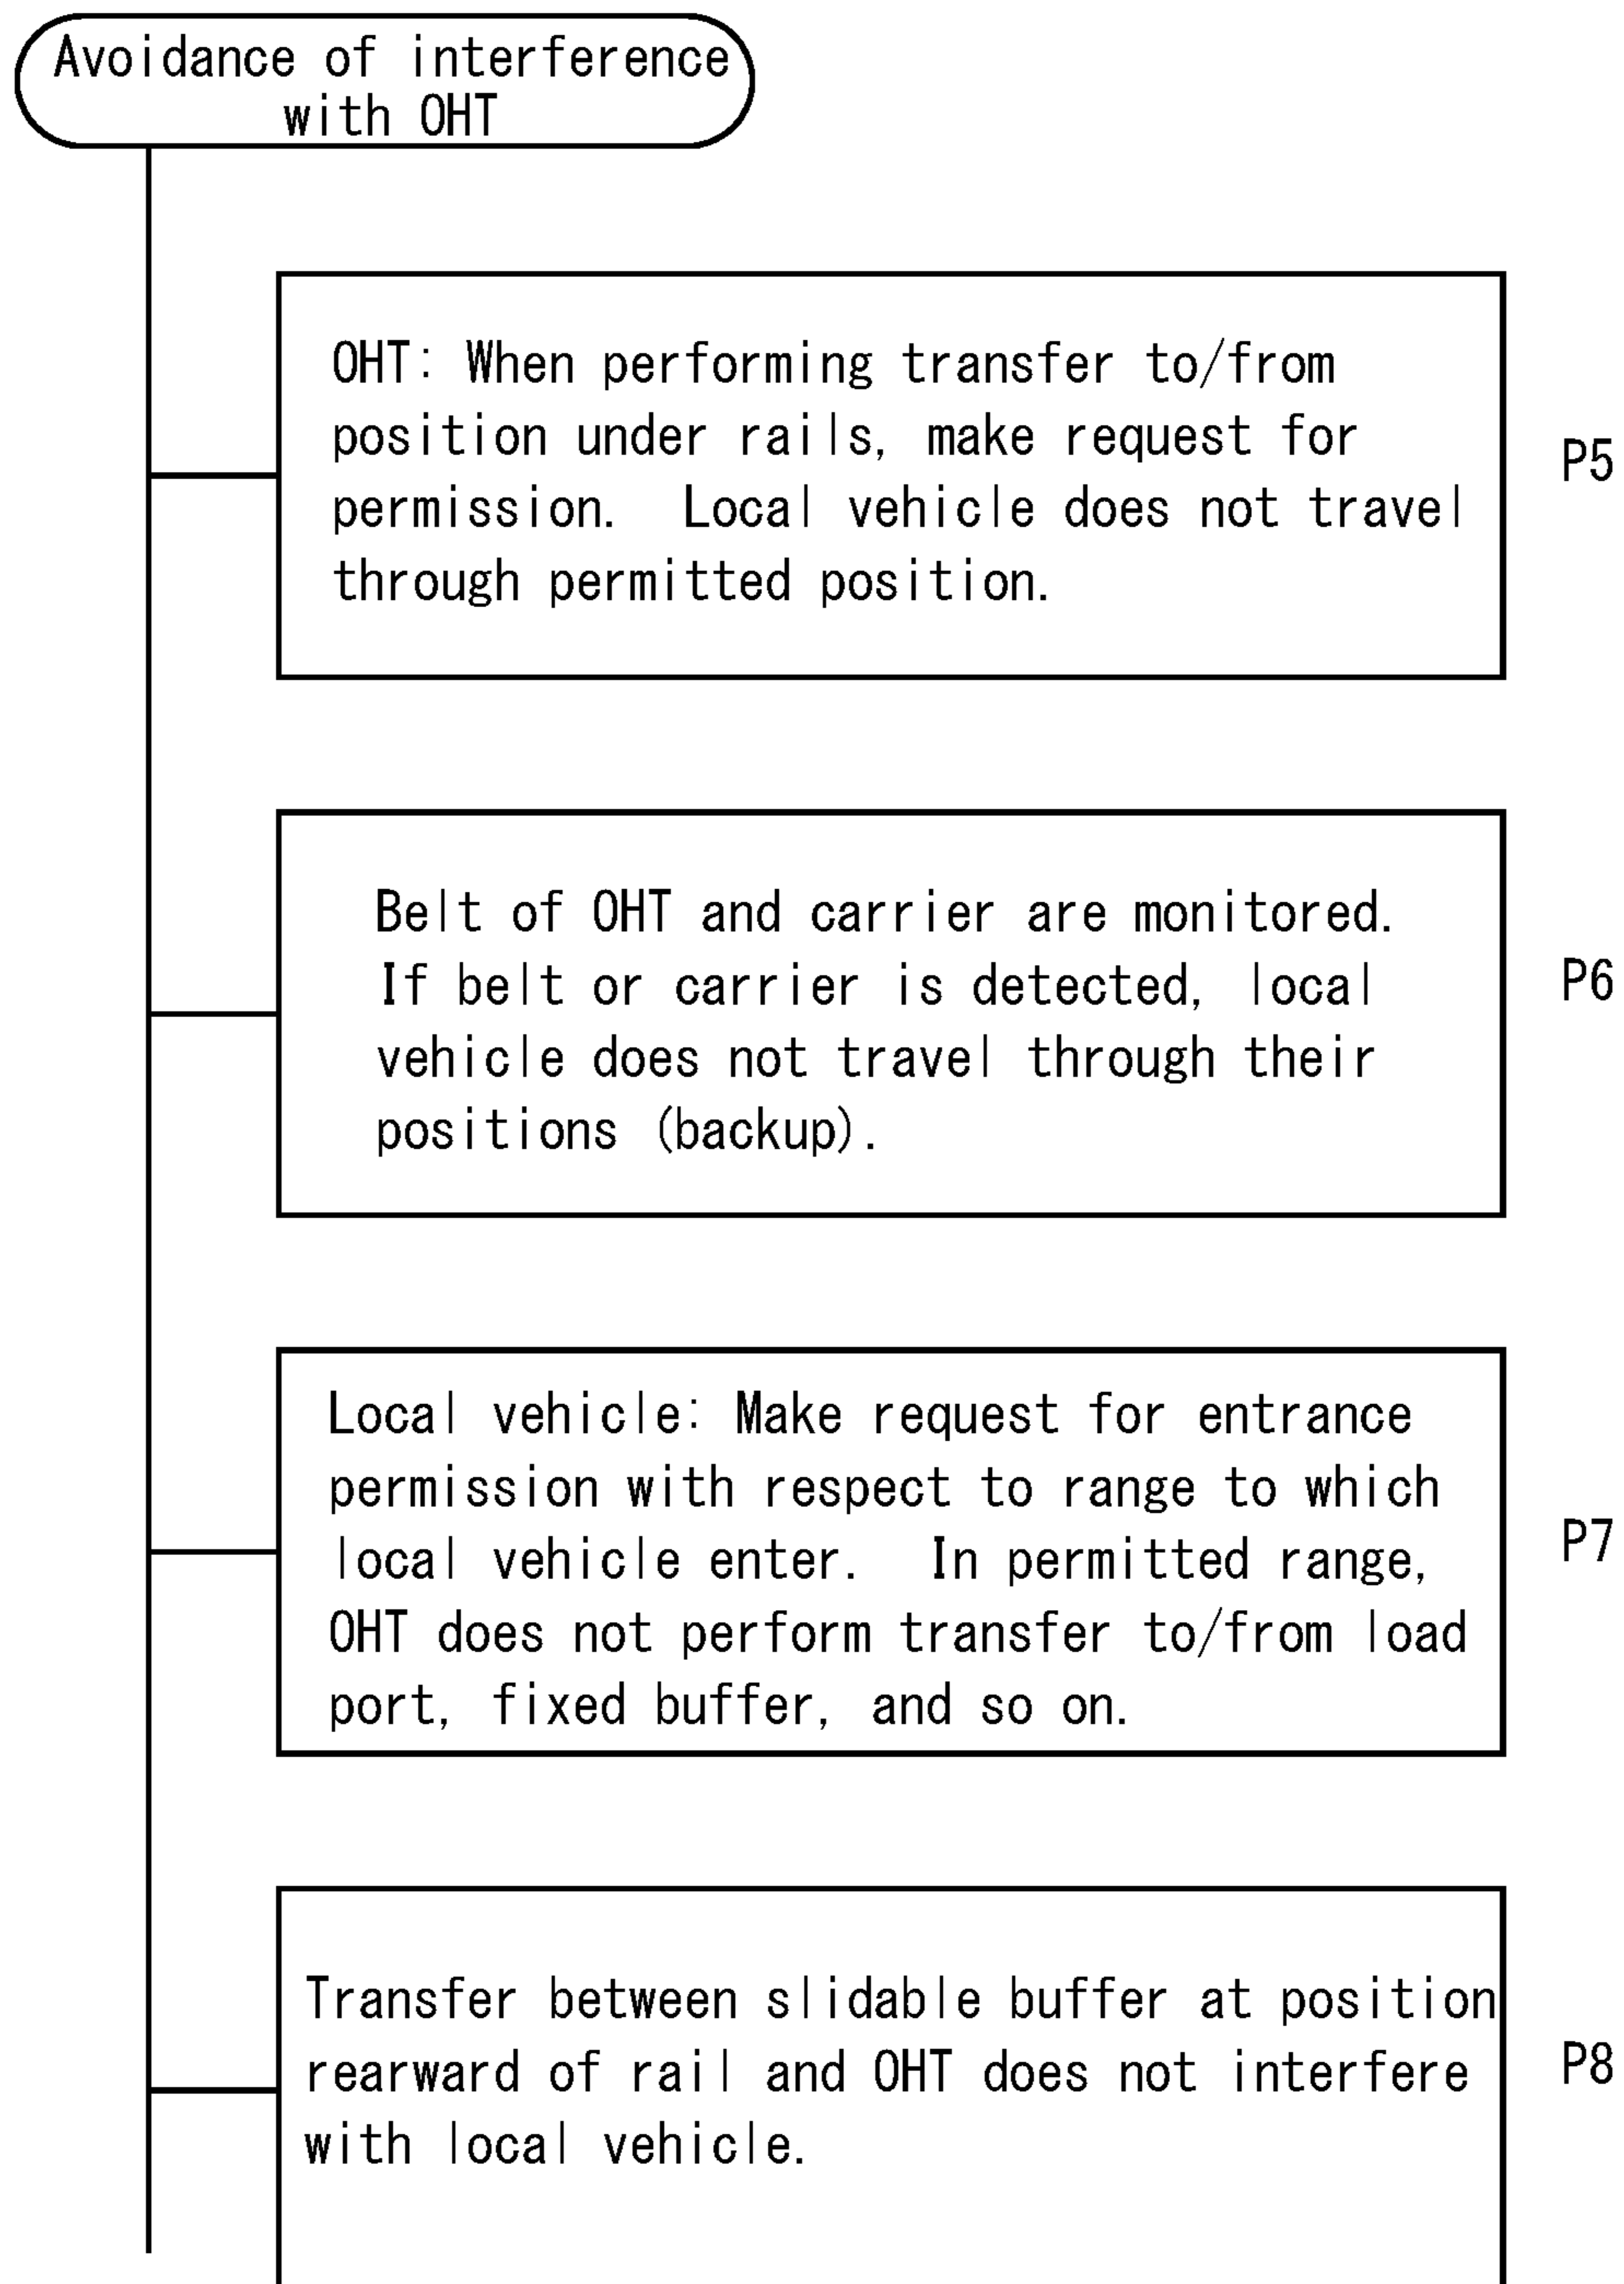 Avoidance of interference
with OHT
OHT: When performing transfer to/from
position under rails, make request for
permission. Local vehicle does not travel
through permitted position.
P5
Belt of OHT and carrier are monitored.
If belt or carrier is detected, local
vehicle does not travel through their
positions (backup).
P6
Local vehicle: Make request for entrance
permission with respect to range to which
local vehicle enter. In permitted range,
OHT does not perform transfer to/from load
port, fixed buffer, and so on.
P7
Transfer between slidable buffer at position
rearward of rail and OHT does not interfere
with local vehicle.
P8